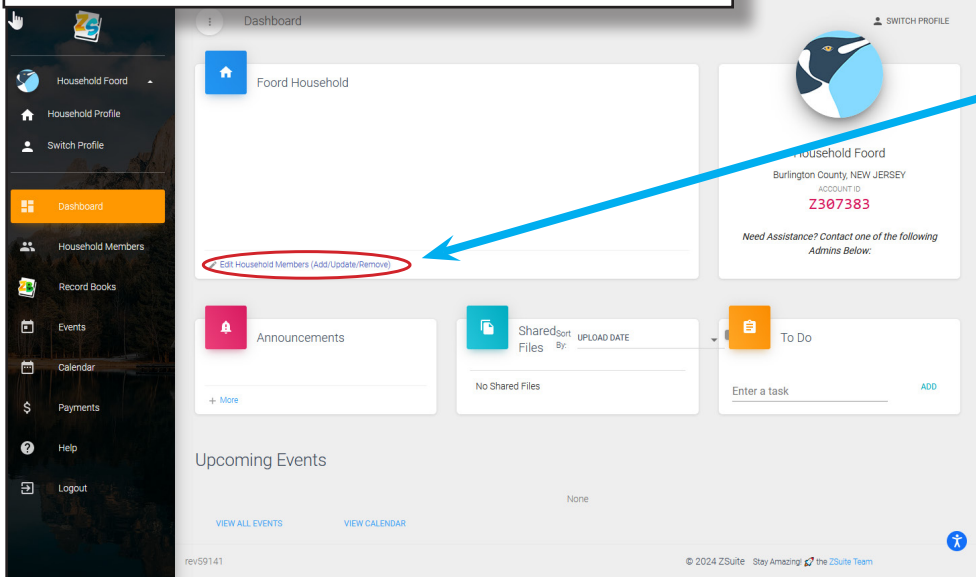 ZS
Household Foord
Household Profile
Switch Profile
Dashboard
Household Members
Record Books
Events
Calendar
Payments
Help
Logout
Dashboard
SWITCH PROFILE
Foord Household
Edit Household Members (Add/Update/Remove)
Household Foord
Burlington County, NEW JERSEY
ACCOUNT ID
Z307383
Need Assistance? Contact one of the following
Admins Below:
Announcements
+ More
Shared
Files
Sort
By:
UPLOAD DATE
No Shared Files
To Do
Enter a task
ADD
Upcoming Events
None
VIEW ALL EVENTS
VIEW CALENDAR
rev59141
© 2024 ZSuite Stay Amazing! the ZSuite Team